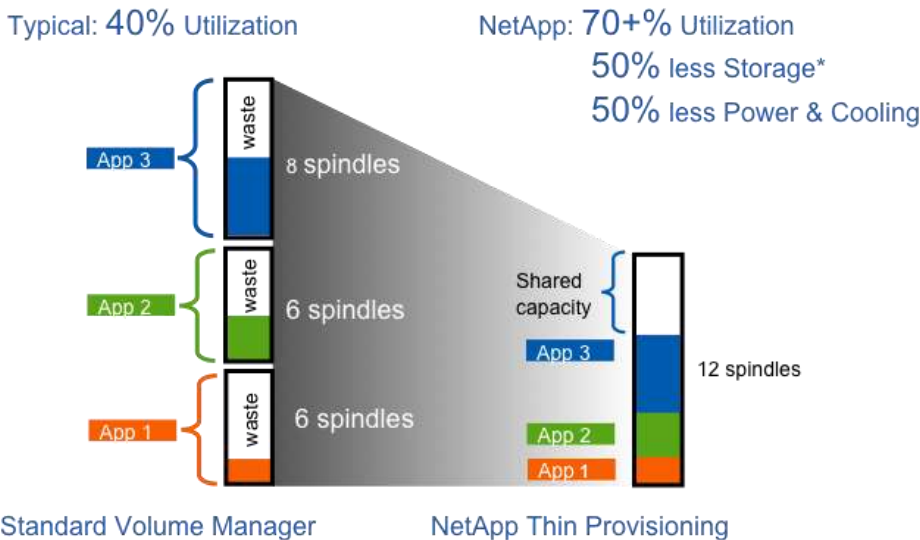 Typical: 40% Utilization
NetApp: 70+% Utilization
50% less Storage*
50% less Power & Cooling
waste
App 3
8 spindles
waste
App 2
6 spindles
waste
App 1
6 spindles
Shared
capacity
App 3
12 spindles
App 2
App 1
Standard Volume Manager
NetApp Thin Provisioning